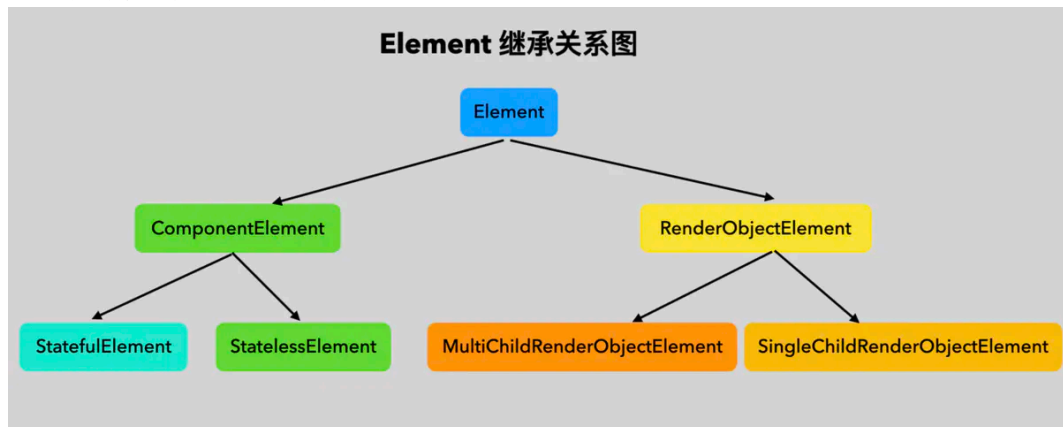 Element 继承关系图
Element
ComponentElement
RenderObjectElement
StatefulElement
StatelessElement
MultiChildRenderObjectElement
SingleChildRenderObjectElement